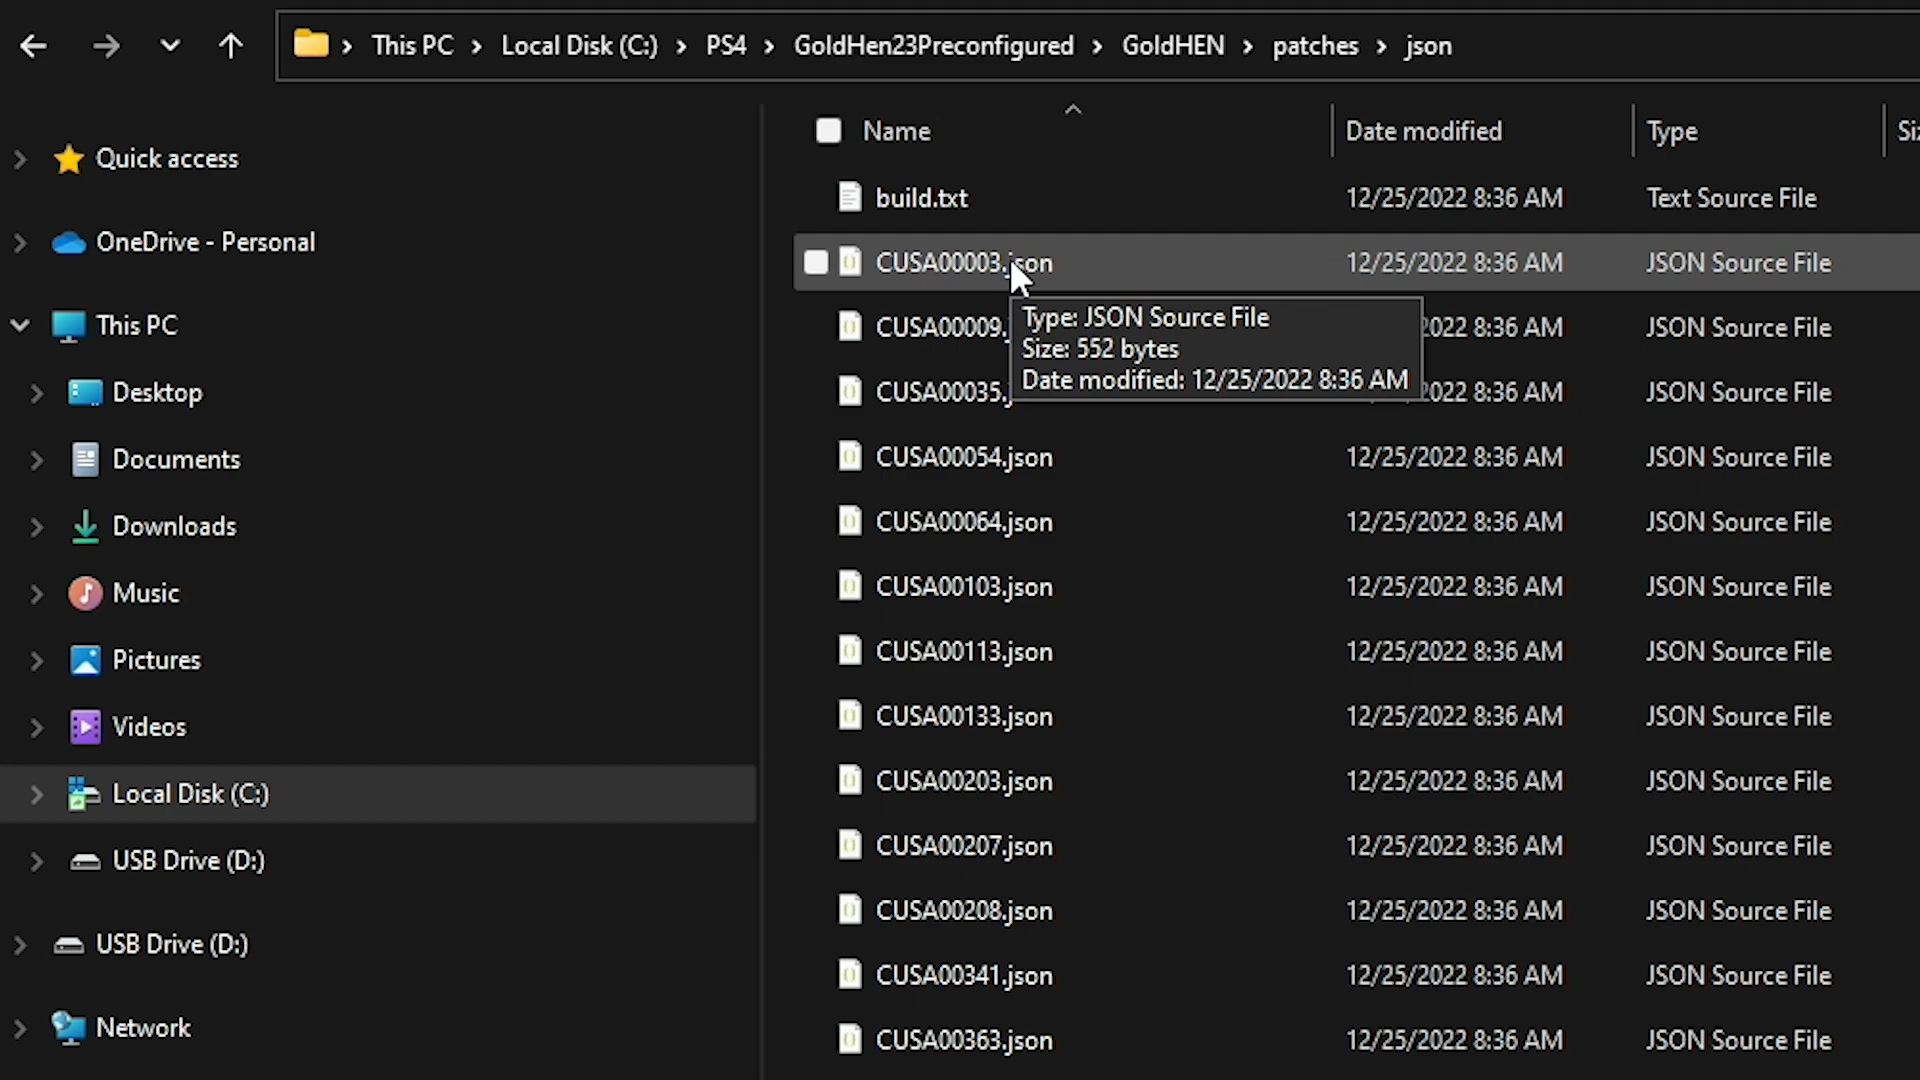 This PC > Local Disk (C:) > PS4 > GoldHen23Preconfigured > GoldHEN > patches > json
Quick access
OneDrive - Personal
This PC
Desktop
Documents
Downloads
Music
Pictures
Videos
Local Disk (C:)
USB Drive (D:)
USB Drive (D:)
Network
Name Date modified Type
build.txt 12/25/2022 8:36 AM Text Source File
CUSA00003.json 12/25/2022 8:36 AM JSON Source File
CUSA00009. 2022 8:36 AM JSON Source File
CUSA00035. 2022 8:36 AM JSON Source File
Type: JSON Source File
Size: 552 bytes
Date modified: 12/25/2022 8:36 AM
CUSA00054.json 12/25/2022 8:36 AM JSON Source File
CUSA00064.json 12/25/2022 8:36 AM JSON Source File
CUSA00103.json 12/25/2022 8:36 AM JSON Source File
CUSA00113.json 12/25/2022 8:36 AM JSON Source File
CUSA00133.json 12/25/2022 8:36 AM JSON Source File
CUSA00203.json 12/25/2022 8:36 AM JSON Source File
CUSA00207.json 12/25/2022 8:36 AM JSON Source File
CUSA00208.json 12/25/2022 8:36 AM JSON Source File
CUSA00341.json 12/25/2022 8:36 AM JSON Source File
CUSA00363.json 12/25/2022 8:36 AM JSON Source File